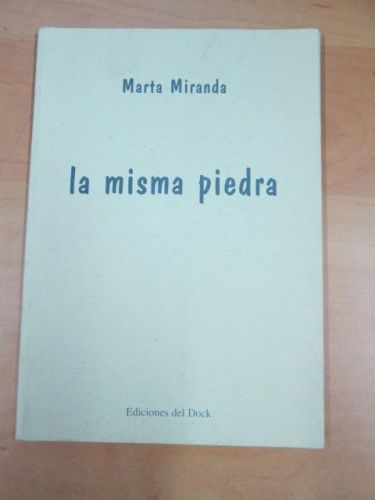 Marta Miranda
la misma piedra
Ediciones del Dock